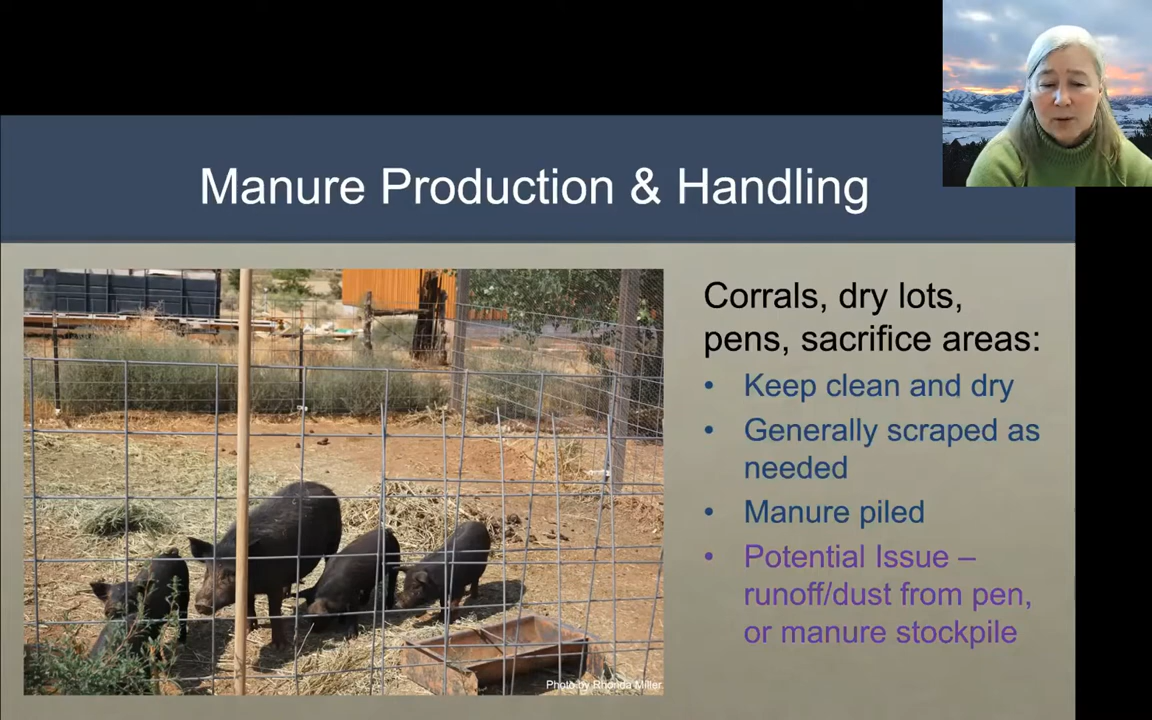 Manure Production & Handling
Corrals, dry lots,
pens, sacrifice areas:
• Keep clean and dry
• Generally scraped as
needed
• Manure piled
• Potential Issue –
runoff/dust from pen,
or manure stockpile
Photo by Rhonda Miller